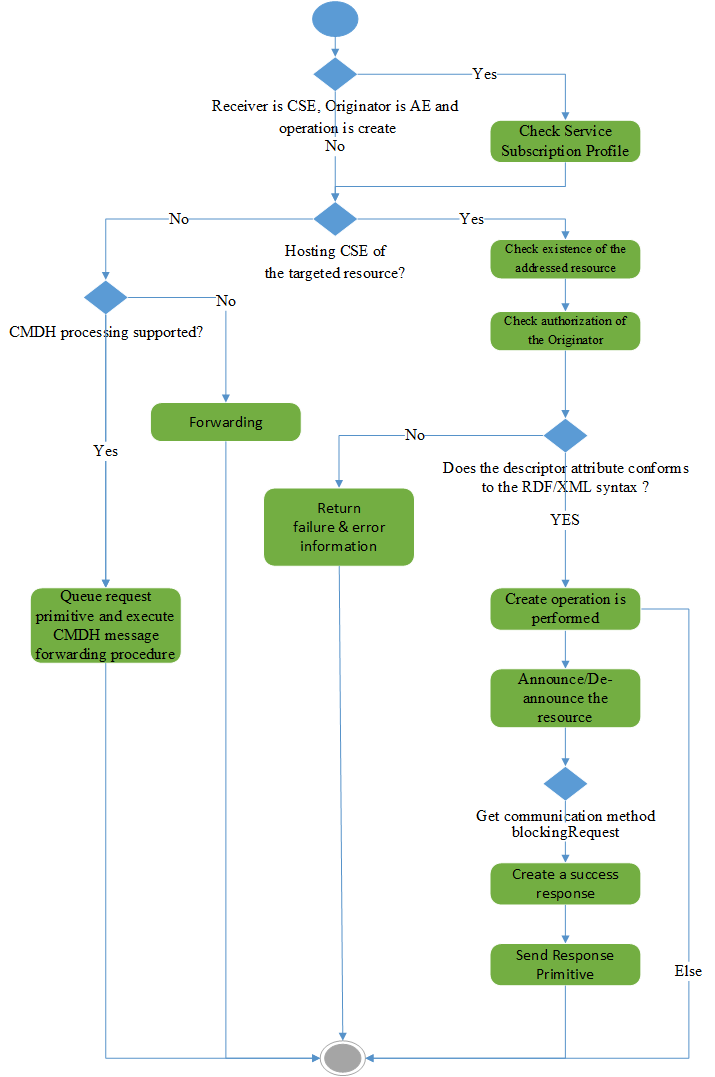 Yes
Receiver is CSE, Originator is AE and
operation is create
No
Check Service
Subscription Profile
No
Yes
Hosting CSE of
the targeted resource?
Check existence of the
addressed resource
No
CMDH processing supported?
Check authorization of
the Originator
Forwarding
No
Yes
Does the descriptor attribute conforms
to the RDF/XML syntax ?
Return
failure & error
information
YES
Queue request
primitive and execute
CMDH message
forwarding procedure
Create operation is
performed
Announce/De-
announce the
resource
Get communication method
blockingRequest
Create a success
response
Send Response
Primitive
Else